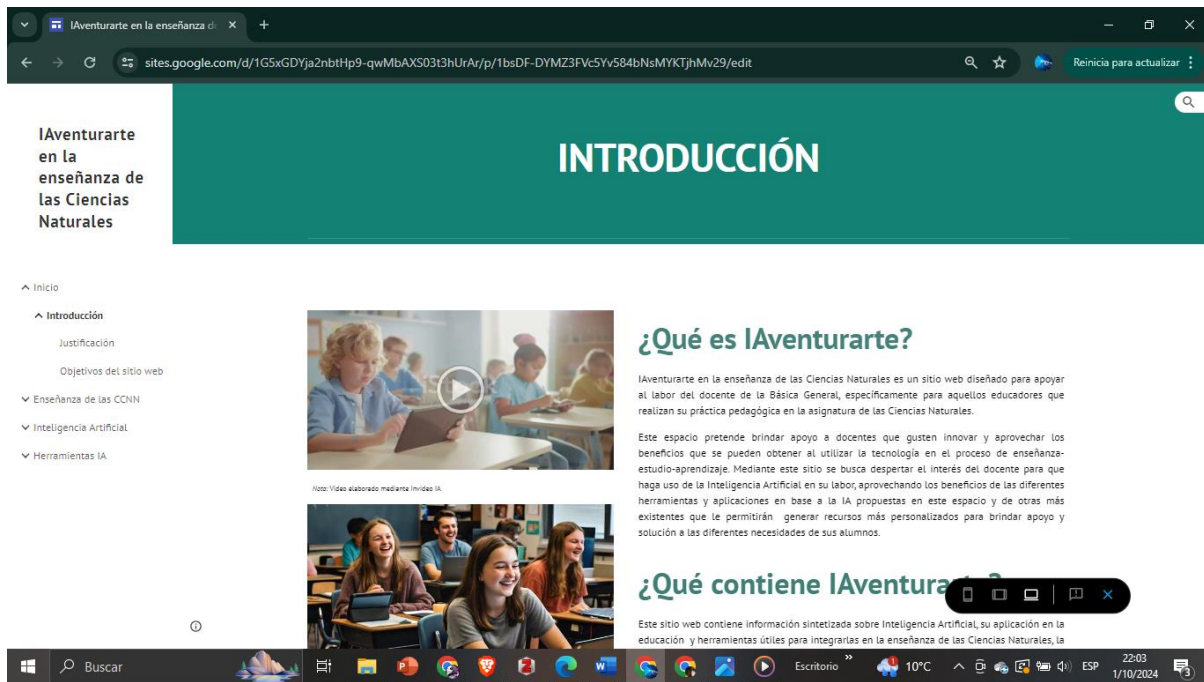 IAventurarte en la enseñanza d
sites.google.com/d/1G5xGDYja2nbtHp9-qwMbAXS03t3hUrAr/p/1bsDF-DYMZ3FVc5Yv584bNsMYKTjhMv29/edit
Reinicia para actualizar
IAventurarte
en la
enseñanza de
las Ciencias
Naturales
INTRODUCCIÓN
Inicio
Introducción
Justificación
Objetivos del sitio web
Enseñanza de las CCNN
Inteligencia Artificial
Herramientas IA
Nota: Video elaborado mediante Invideo IA
¿Qué es IAventurarte?
IAventurarte en la enseñanza de las Ciencias Naturales es un sitio web diseñado para apoyar
al labor del docente de la Básica General, específicamente para aquellos educadores que
realizan su práctica pedagógica en la asignatura de las Ciencias Naturales.
Este espacio pretende brindar apoyo a docentes que gusten innovar y aprovechar los
beneficios que se pueden obtener al utilizar la tecnología en el proceso de enseñanza-
estudio-aprendizaje. Mediante este sitio se busca despertar el interés del docente para que
haga uso de la Inteligencia Artificial en su labor, aprovechando los beneficios de las diferentes
herramientas y aplicaciones en base a la IA propuestas en este espacio y de otras más
existentes que le permitirán generar recursos más personalizados para brindar apoyo y
solución a las diferentes necesidades de sus alumnos.
¿Qué contiene IAventura
Este sitio web contiene información sintetizada sobre Inteligencia Artificial, su aplicación en la
educación y herramientas útiles para integrarlas en la enseñanza de las Ciencias Naturales, la
Buscar
Escritorio
10°C
ESP
22:03
1/10/2024
3